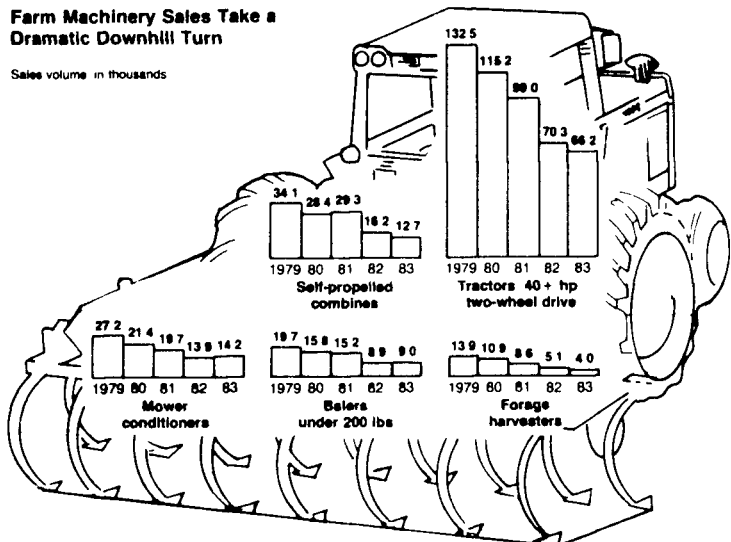 Farm Machinery Sales Take a
Dramatic Downhill Turn
Sales volume in thousands
132 5
115 2
99 0
70 3
66 2
1979 80 81 82 83
Tractors 40 + hp
two-wheel drive
34 1
28 4
29 3
16 2
12 7
1979 80 81 82 83
Self-propelled
combines
27 2
21 4
19 7
13 9
14 2
1979 80 81 82 83
Mower
conditioners
19 7
15 8
15 2
8 9
9 0
1979 80 81 82 83
Balers
under 200 lbs
13 9
10 9
8 6
5 1
4 0
1979 80 81 82 83
Forage
harvesters